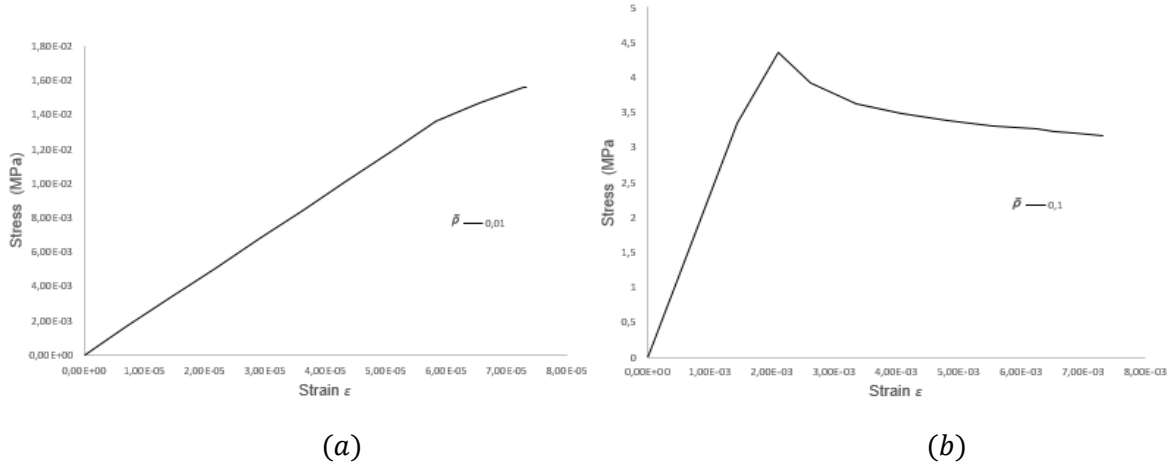 1,80E-02
1,60E-02
1,40E-02
1,20E-02
1,00E-02
8,00E-03
6,00E-03
4,00E-03
2,00E-03
0,00E+00
Stress (MPa)
0,00E+00 1,00E-05 2,00E-05 3,00E-05 4,00E-05 5,00E-05 6,00E-05 7,00E-05 8,00E-05
Strain ε
ρ̄ 0,01
(a)
5
4,5
4
3,5
3
2,5
2
1,5
1
0,5
0
Stress (MPa
0,00E+00 1,00E-03 2,00E-03 3,00E-03 4,00E-03 5,00E-03 6,00E-03 7,00E-03 8,00E-03
Strain ε
ρ̄ 0,1
(b)